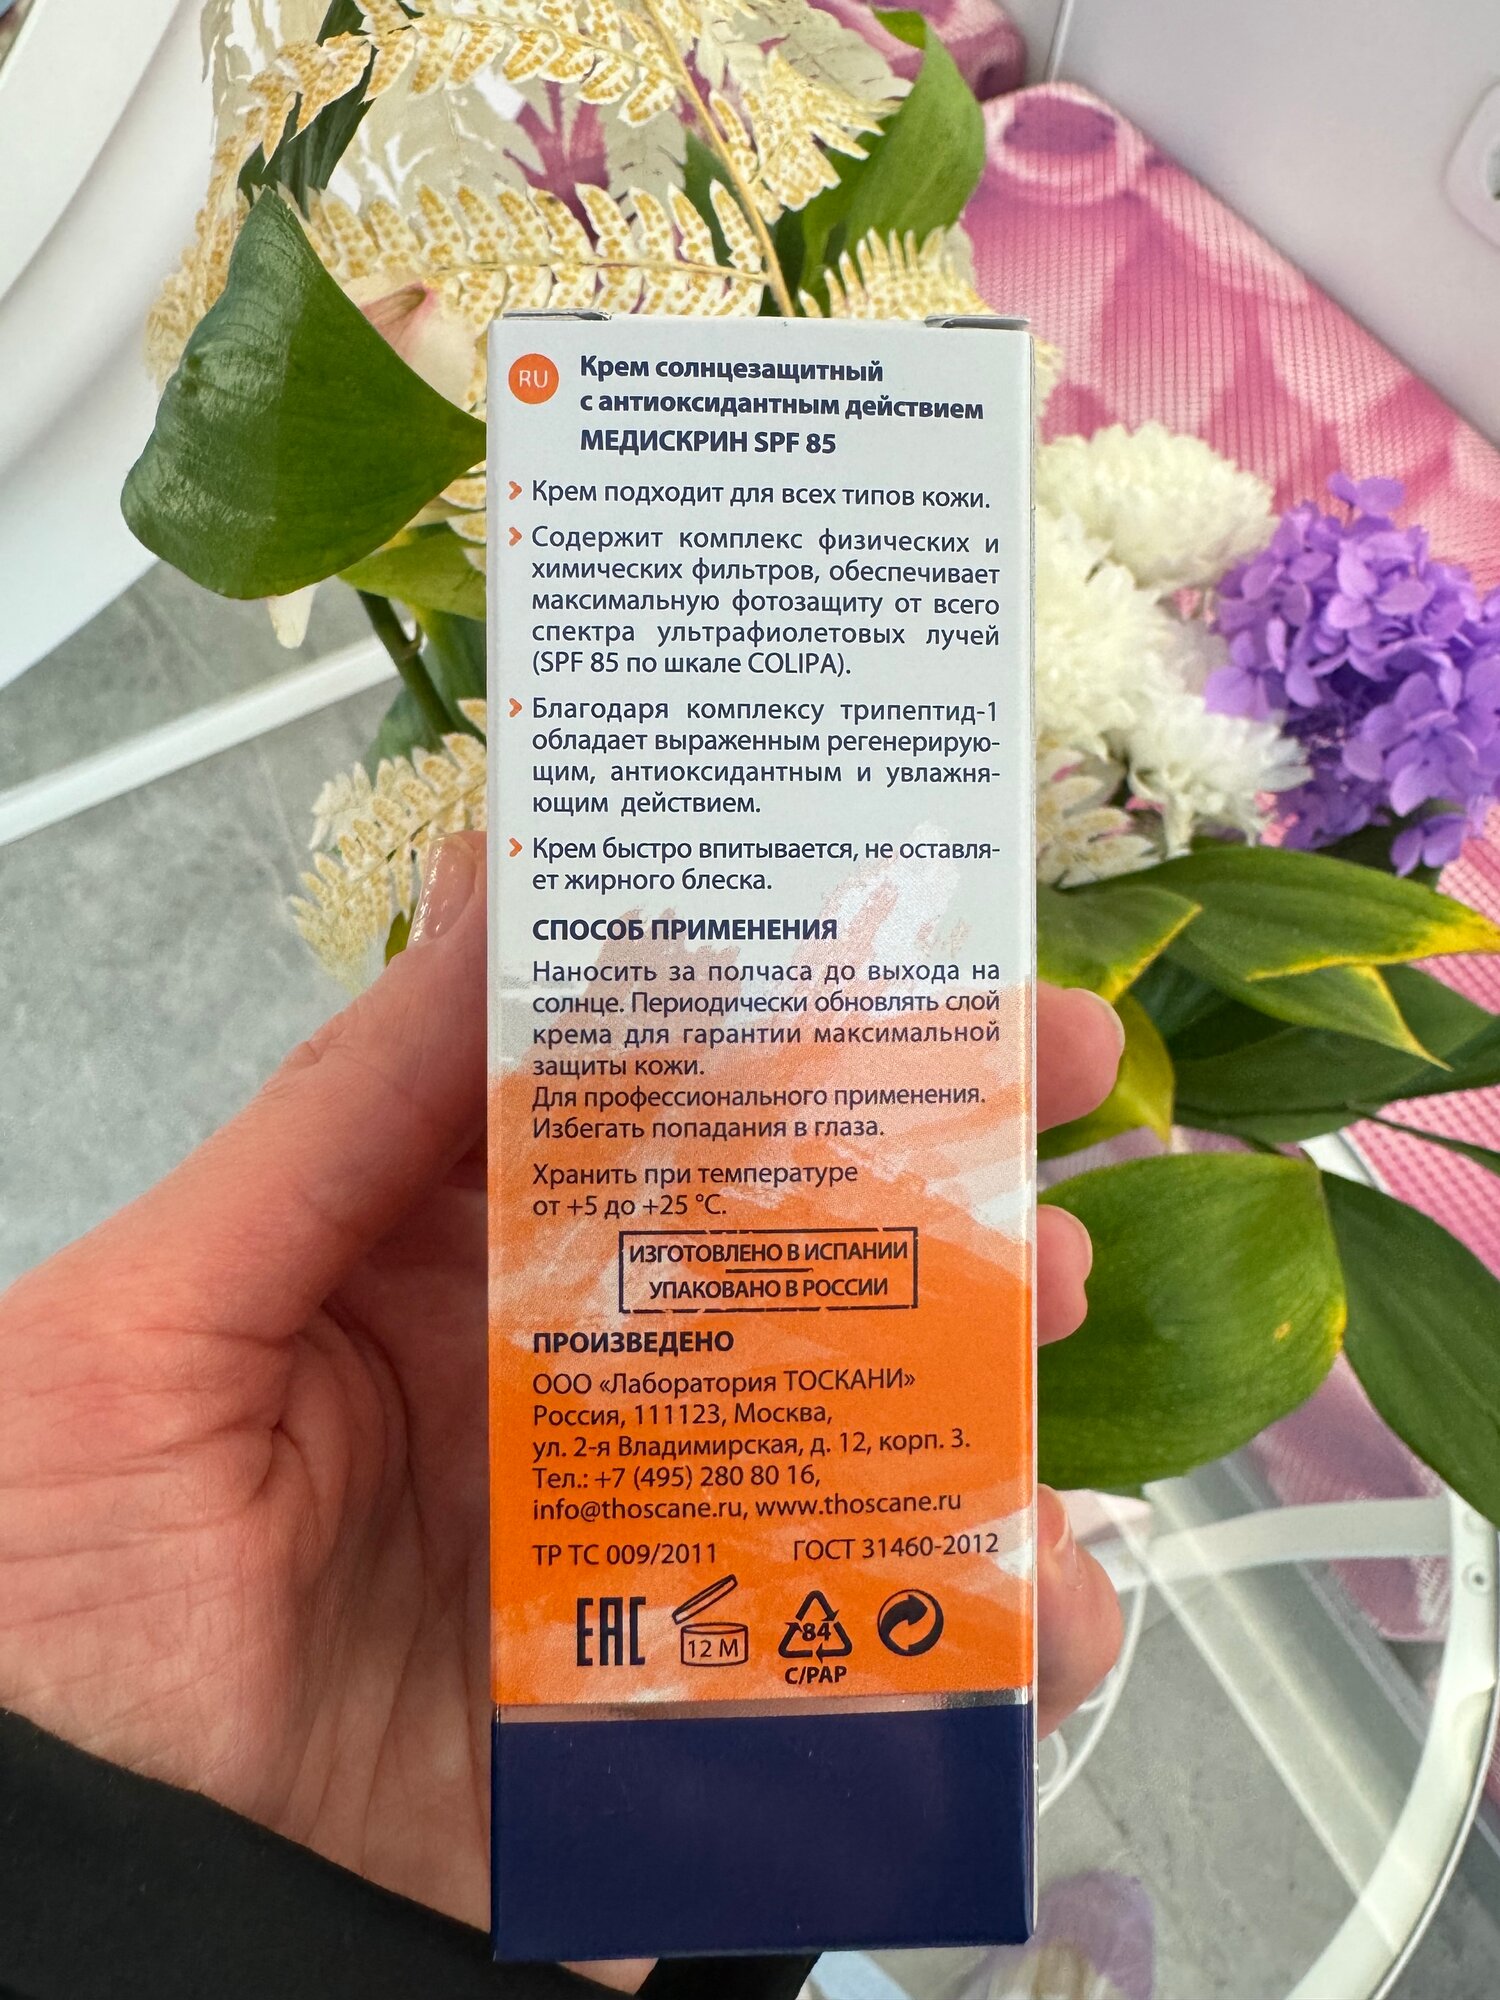 RU
Крем солнцезащитный
с антиоксидантным действием
МЕДИСКРИН SPF 85
Крем подходит для всех типов кожи.
Содержит комплекс физических и
химических фильтров, обеспечивает
максимальную фотозащиту от всего
спектра ультрафиолетовых лучей
(SPF 85 по шкале COLIPA).
Благодаря комплексу трипептид-1
обладает выраженным регенерирую-
щим, антиоксидантным и увлажня-
ющим действием.
Крем быстро впитывается, не оставля-
ет жирного блеска.
СПОСОБ ПРИМЕНЕНИЯ
Наносить за полчаса до выхода на
солнце. Периодически обновлять слой
крема для гарантии максимальной
защиты кожи.
Для профессионального применения.
Избегать попадания в глаза.
Хранить при температуре
от +5 до +25 °C.
ИЗГОТОВЛЕНО В ИСПАНИИ
УПАКОВАНО В РОССИИ
ПРОИЗВЕДЕНО
ООО «Лаборатория ТОСКАНИ»
Россия, 111123, Москва,
ул. 2-я Владимирская, д. 12, корп. 3.
Тел.: +7 (495) 280 80 16,
info@thoscane.ru, www.thoscane.ru
ТР ТС 009/2011 ГОСТ 31460-2012
EAC 12 M 84
C/PAP